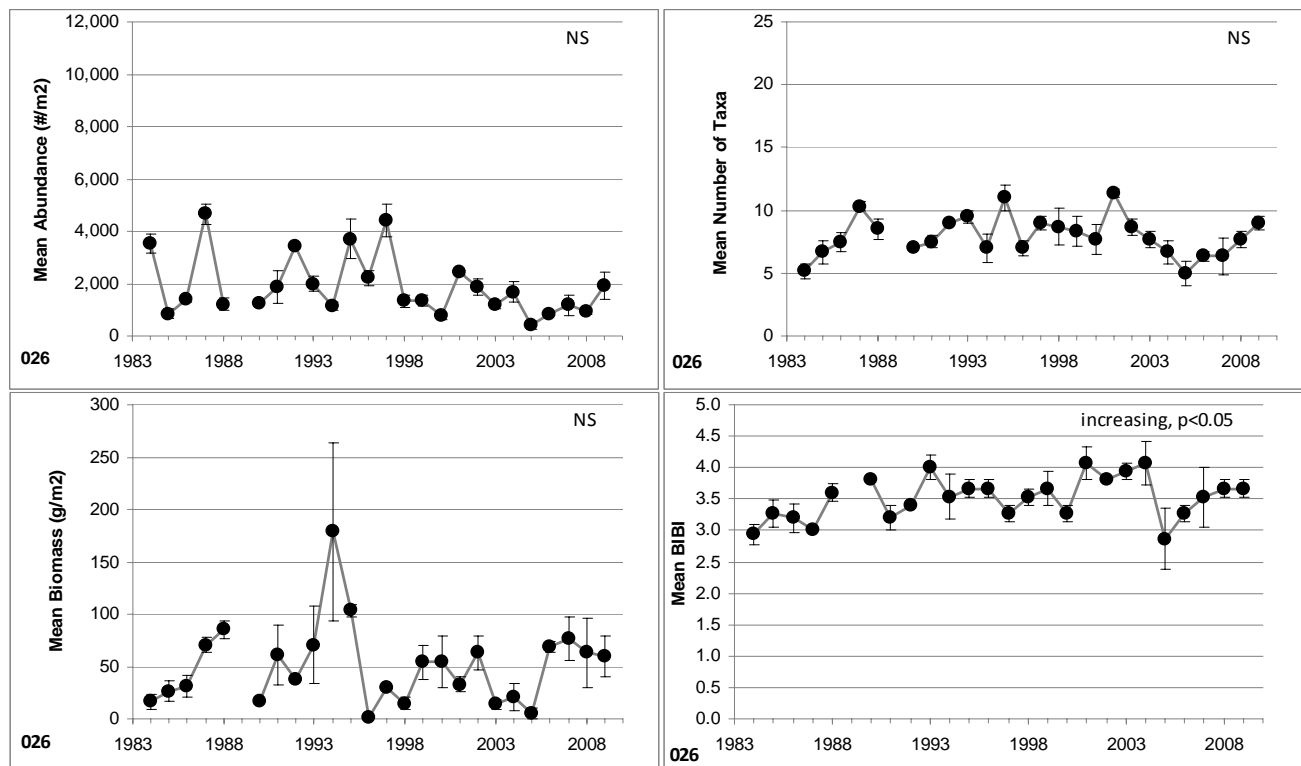 12,000
10,000
8,000
6,000
4,000
2,000
0
Mean Abundance (#/m2)
NS
1983 1988 1993 1998 2003 2008
026
25
20
15
10
5
0
Mean Number of Taxa
NS
1983 1988 1993 1998 2003 2008
026
300
250
200
150
100
50
0
Mean Biomass (g/m2)
NS
1983 1988 1993 1998 2003 2008
026
5.0
4.5
4.0
3.5
3.0
2.5
2.0
1.5
1.0
0.5
0.0
Mean BIBI
increasing, p<0.05
1983 1988 1993 1998 2003 2008
026